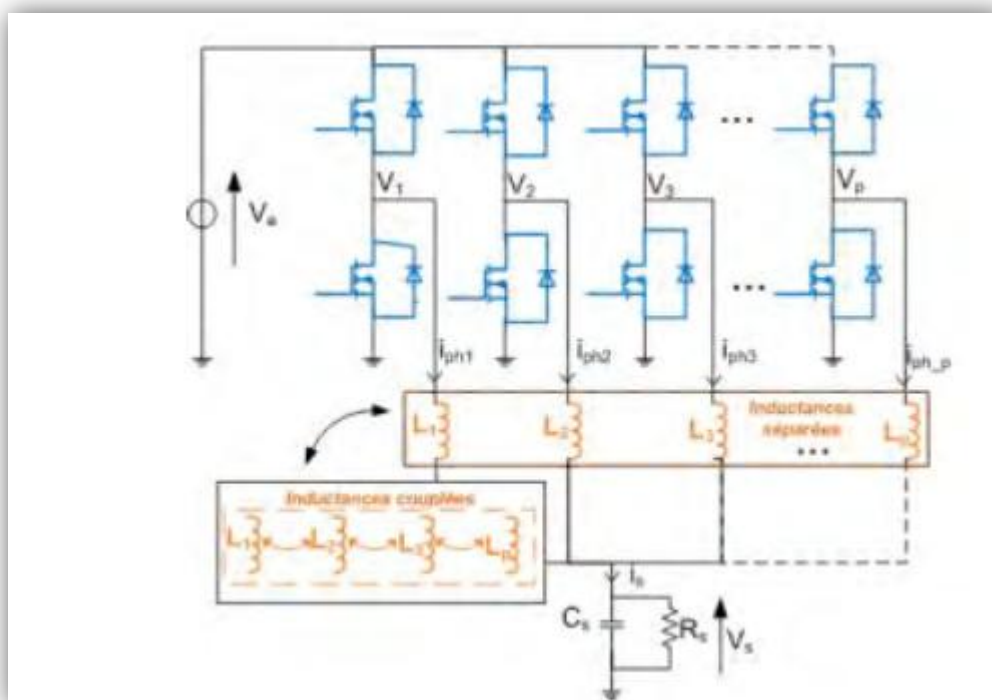 V₁
V₂
V₃
Vₚ
...
Vₑ
...
iₚₕ₁
iₚₕ₂
iₚₕ₃
iₚₕ_ₚ
L₁
L₂
L₃
Inductances
séparées
...
Lₚ
Inductances couplées
L₁
L₂
L₃
Lₚ
iₛ
Cₛ
Rₛ
Vₛ